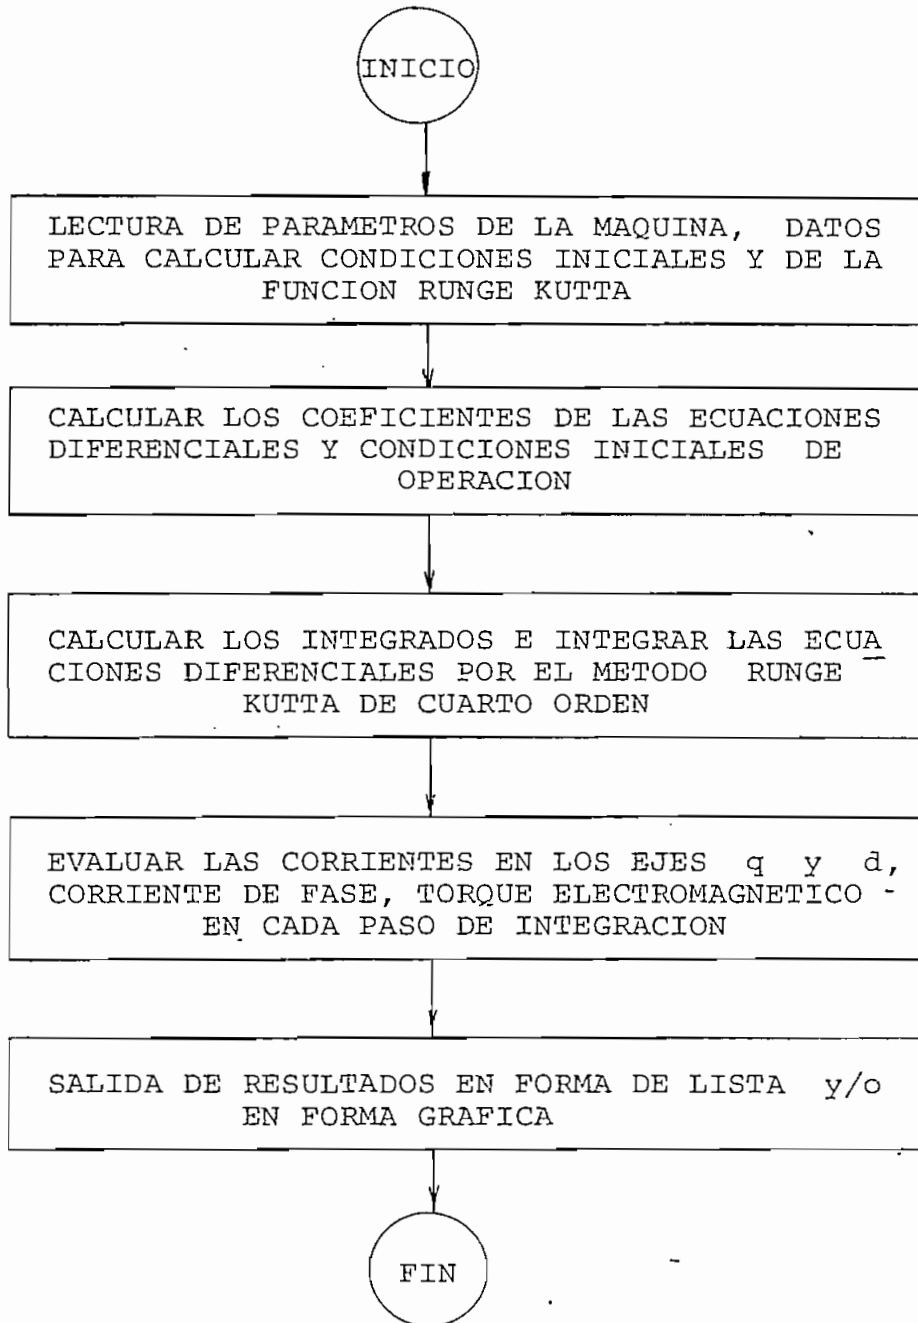 INICIO
LECTURA DE PARAMETROS DE LA MAQUINA, DATOS
PARA CALCULAR CONDICIONES INICIALES Y DE LA
FUNCION RUNGE KUTTA
CALCULAR LOS COEFICIENTES DE LAS ECUACIONES
DIFERENCIALES Y CONDICIONES INICIALES DE
OPERACION
CALCULAR LOS INTEGRADOS E INTEGRAR LAS ECUA
CIONES DIFERENCIALES POR EL METODO RUNGE
KUTTA DE CUARTO ORDEN
EVALUAR LAS CORRIENTES EN LOS EJES q y d,
CORRIENTE DE FASE, TORQUE ELECTROMAGNETICO -
EN CADA PASO DE INTEGRACION
SALIDA DE RESULTADOS EN FORMA DE LISTA y/o
EN FORMA GRAFICA
FIN